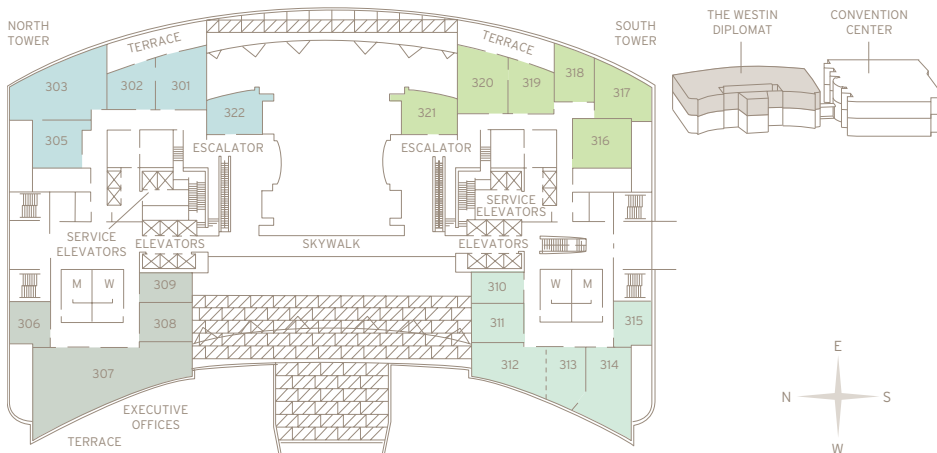 NORTH
TOWER
TERRACE
TERRACE
SOUTH
TOWER
THE WESTIN
DIPLOMAT
CONVENTION
CENTER
303
302
301
322
305
320
319
318
317
321
316
ESCALATOR
ESCALATOR
SERVICE
ELEVATORS
SERVICE
ELEVATORS
ELEVATORS
SKYWALK
ELEVATORS
M
W
W
M
309
308
306
307
310
311
312
313
314
315
EXECUTIVE
OFFICES
TERRACE
E
N
S
W